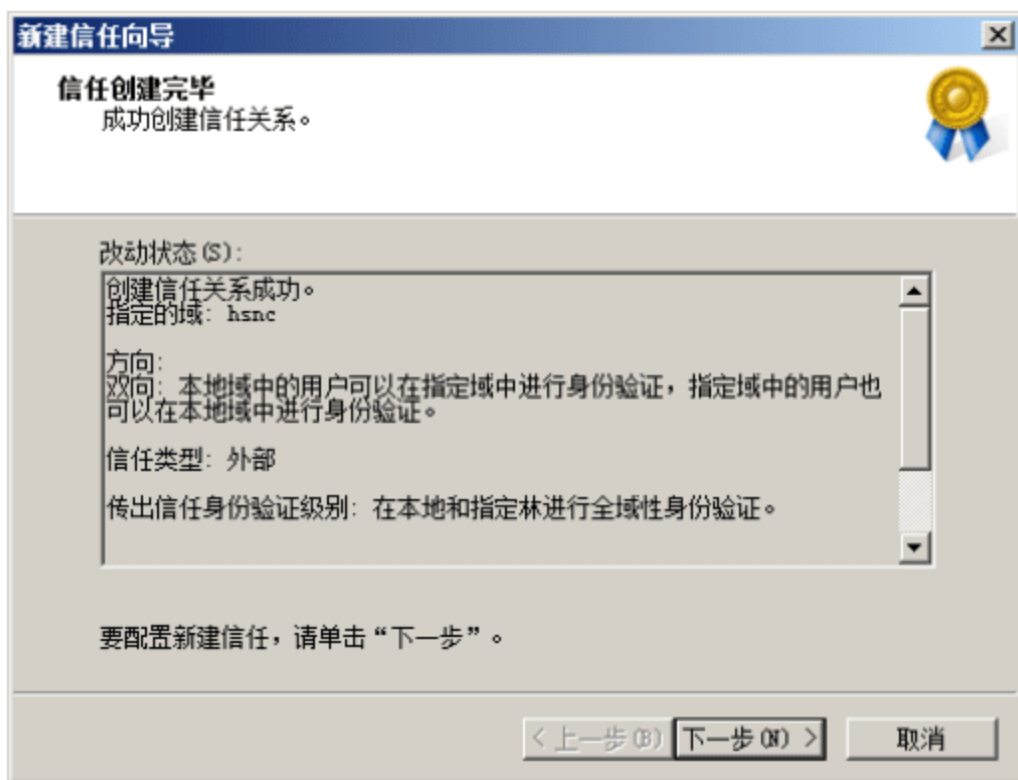 新建信任向导
信任创建完毕
成功创建信任关系。
改动状态(S):
创建信任关系成功。
指定的域: hsnc
方向:
双向: 本地域中的用户可以在指定域中进行身份验证，指定域中的用户也
可以在本地域中进行身份验证。
信任类型: 外部
传出信任身份验证级别: 在本地和指定林进行全域性身份验证。
要配置新建信任，请单击“下一步”。
< 上一步(B) 下一步(N) > 取消